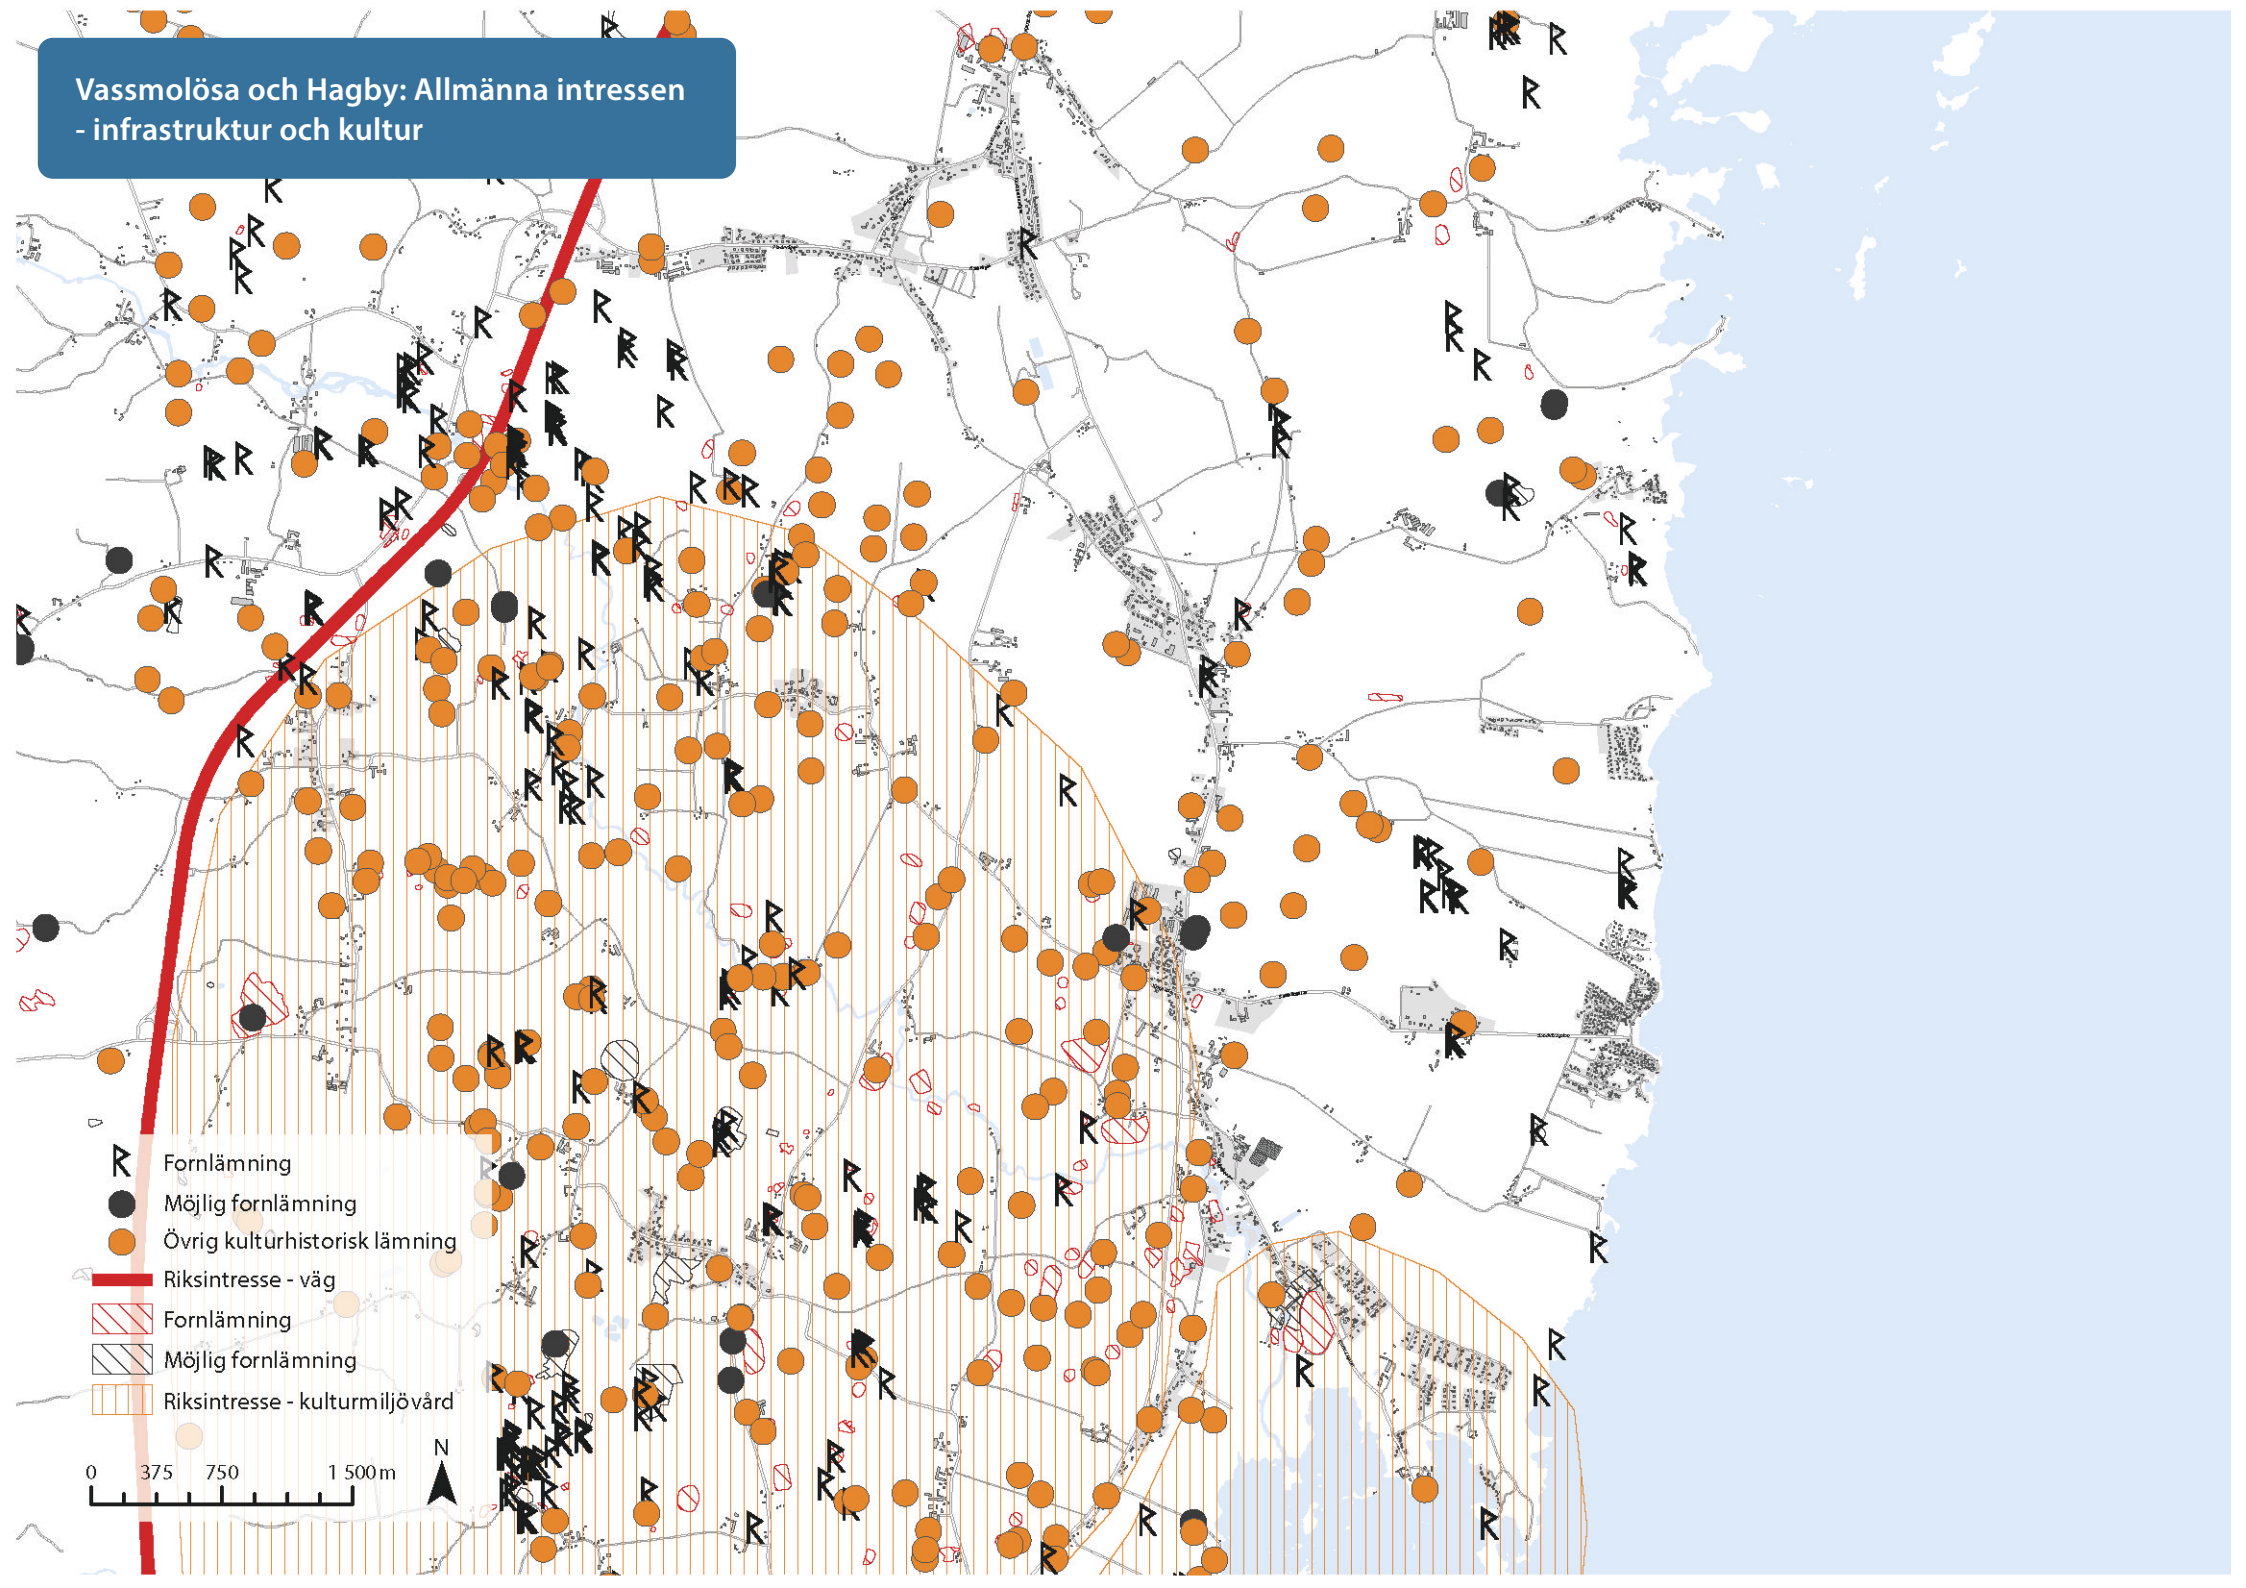 Vassmolösa och Hagby: Allmänna intressen
- infrastruktur och kultur
Fornlämning
Möjlig fornlämning
Övrig kulturhistorisk lämning
Riksintresse - väg
Fornlämning
Möjlig fornlämning
Riksintresse - kulturmiljövård
0 375 750 1 500 m
N